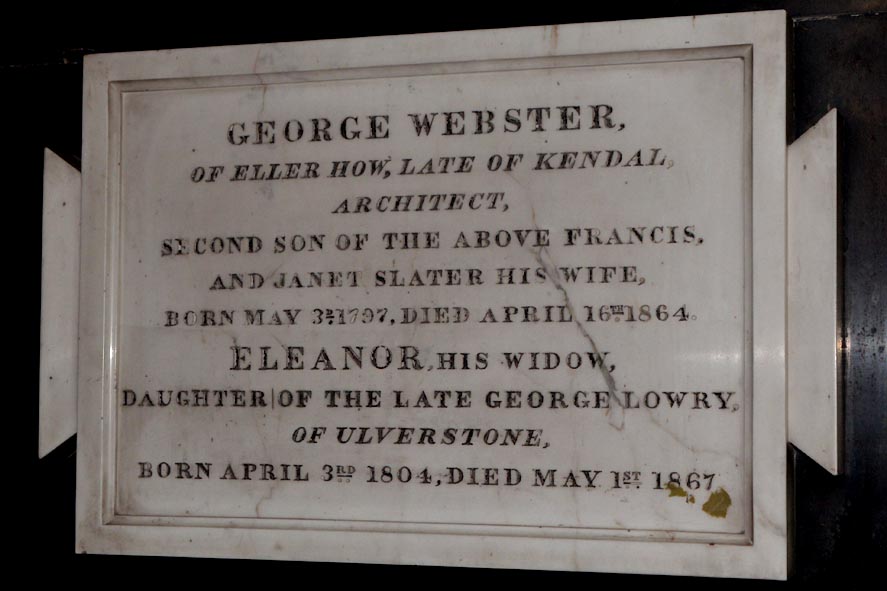 GEORGE WEBSTER,
OF ELLER HOW, LATE OF KENDAL,
ARCHITECT,
SECOND SON OF THE ABOVE FRANCIS,
AND JANET SLATER HIS WIFE,
BORN MAY 3D 1797, DIED APRIL 16TH 1864.
ELEANOR, HIS WIDOW,
DAUGHTER OF THE LATE GEORGE LOWRY,
OF ULVERSTONE,
BORN APRIL 3RD 1804, DIED MAY 1ST 1867